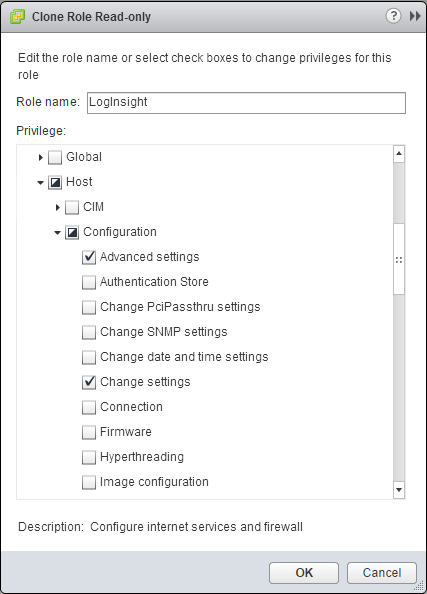 Clone Role Read-only
Edit the role name or select check boxes to change privileges for this
role
Role name: LogInsight
Privilege:
Global
Host
CIM
Configuration
Advanced settings
Authentication Store
Change PciPassthru settings
Change SNMP settings
Change date and time settings
Change settings
Connection
Firmware
Hyperthreading
Image configuration
Description: Configure internet services and firewall
OK Cancel